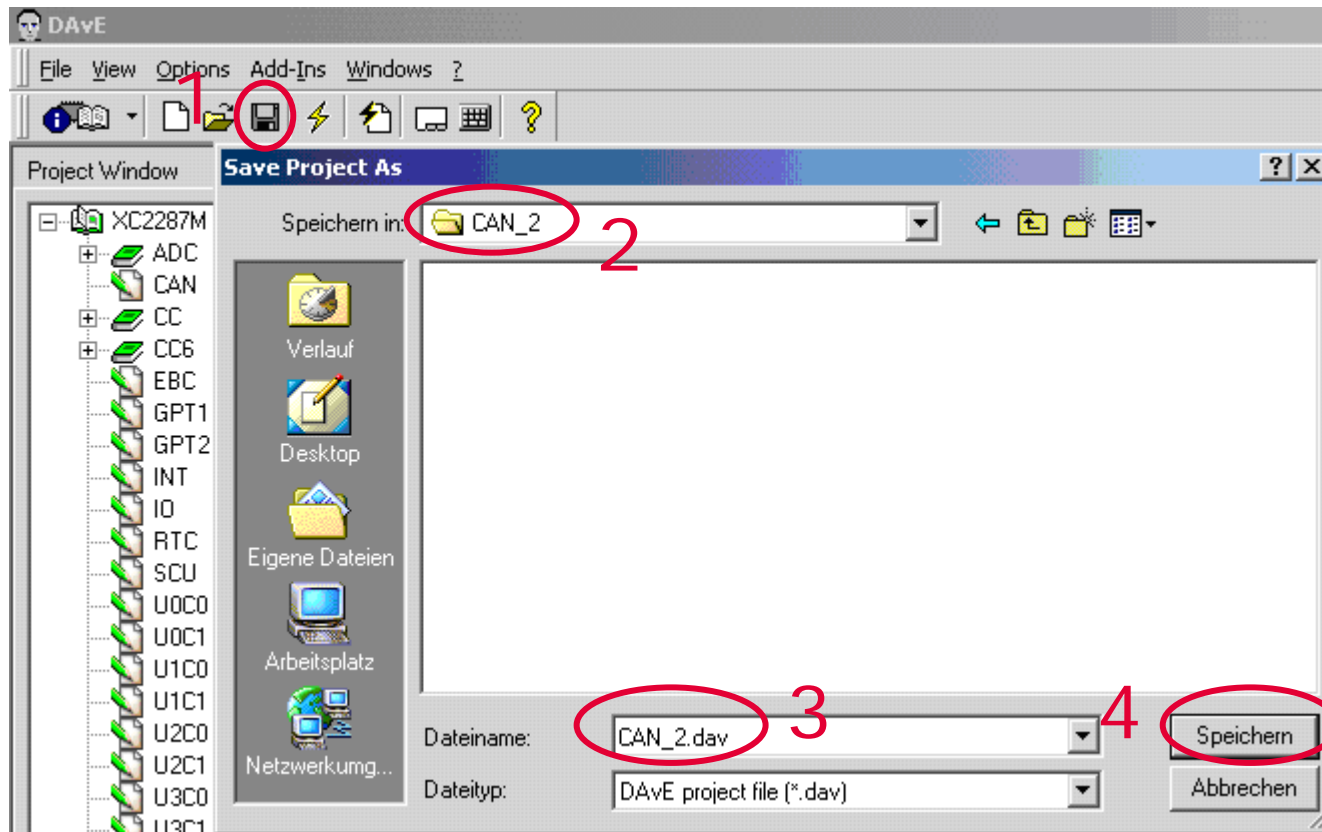 DAvE
File View Options Add-Ins Windows ?
1
Project Window
Save Project As
XC2287M
ADC
CAN
CC
CC6
EBC
GPT1
GPT2
INT
IO
RTC
SCU
U0C0
U0C1
U1C0
U1C1
U2C0
U2C1
U3C0
U3C1
Speichern in: CAN_2
2
Verlauf
Desktop
Eigene Dateien
Arbeitsplatz
Netzwerkumg...
Dateiname: CAN_2.dav
3
4
Speichern
Dateityp: DAvE project file (*.dav)
Abbrechen